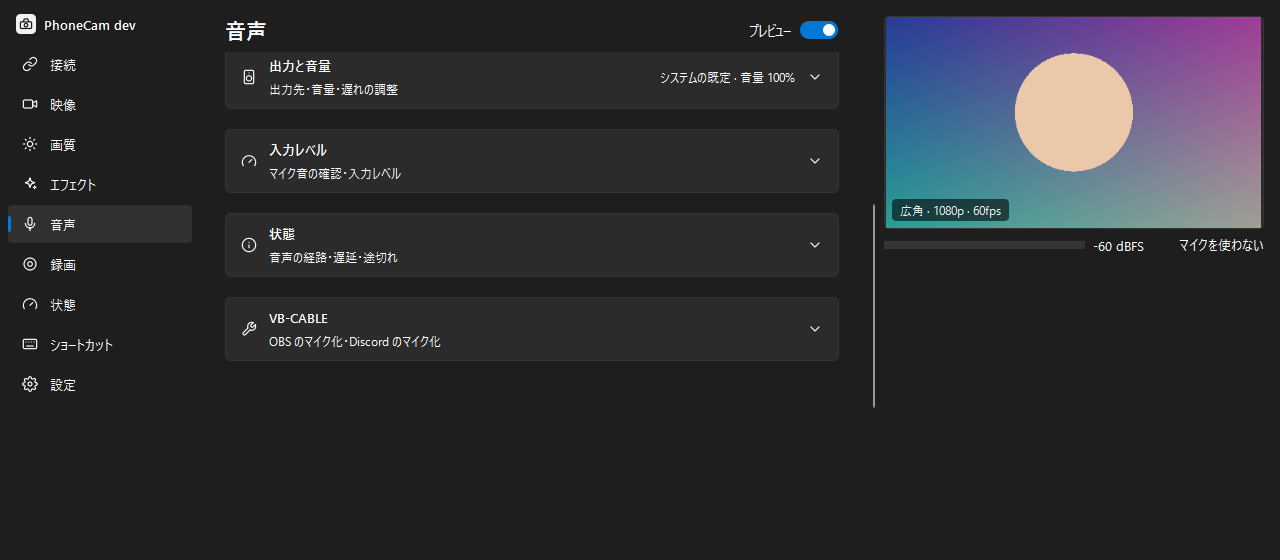 PhoneCam dev
接続
映像
画質
エフェクト
音声
録画
状態
ショートカット
設定
音声
プレビュー
出力と音量
出力先・音量・遅れの調整
システムの既定 · 音量 100%
入力レベル
マイク音の確認・入力レベル
状態
音声の経路・遅延・途切れ
VB-CABLE
OBS のマイク化・Discord のマイク化
広角 · 1080p · 60fps
-60 dBFS
マイクを使わない